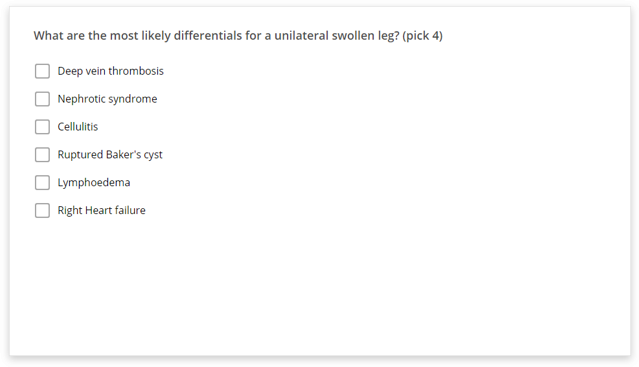 What are the most likely differentials for a unilateral swollen leg? (pick 4)
Deep vein thrombosis
Nephrotic syndrome
Cellulitis
Ruptured Baker's cyst
Lymphoedema
Right Heart failure